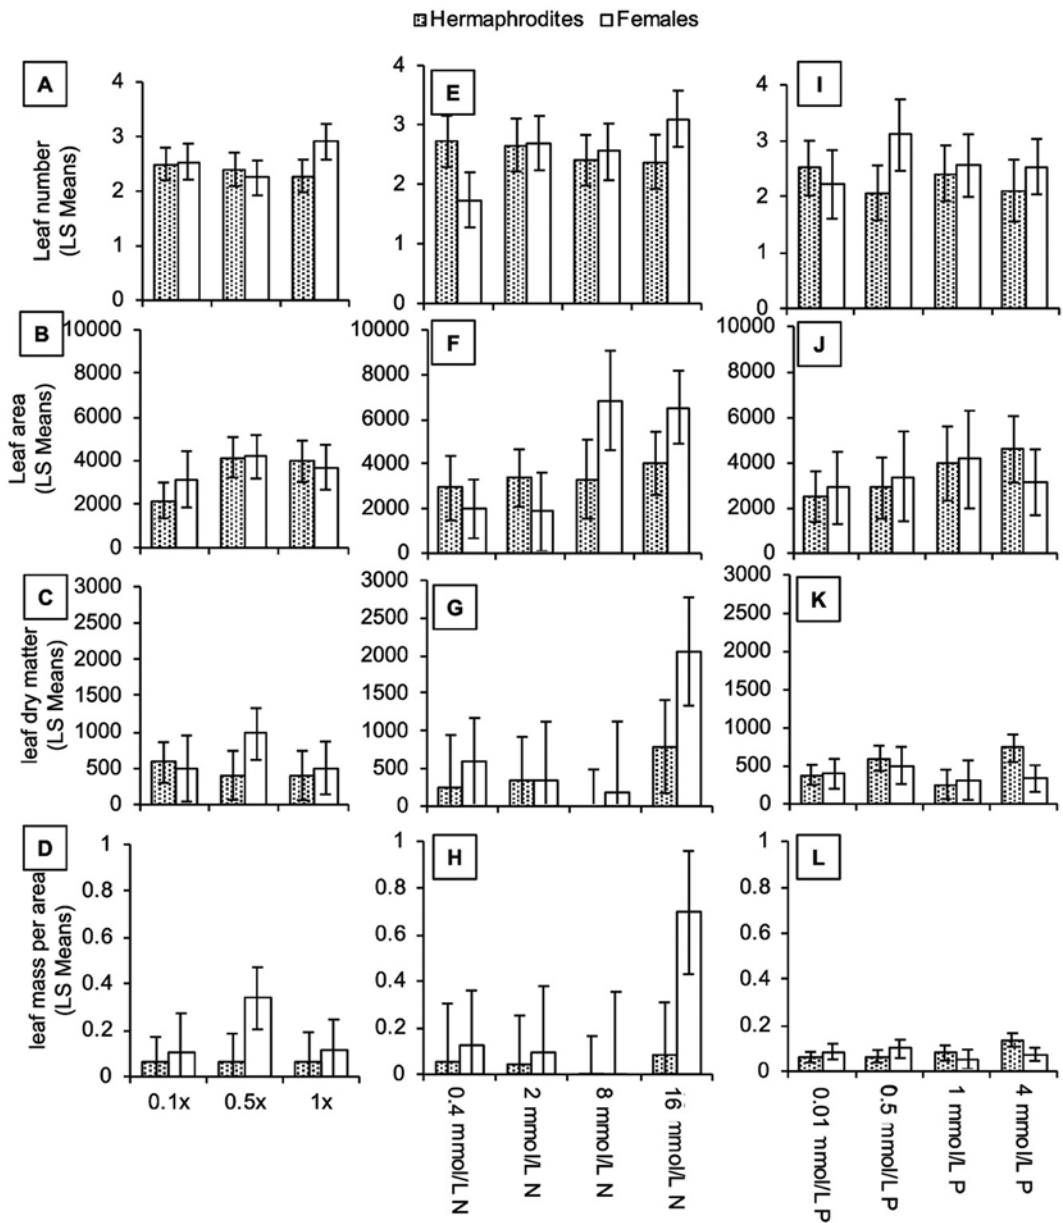 Hermaphrodites Females
A
Leaf number
(LS Means)
4
3
2
1
0
E
4
3
2
1
0
I
4
3
2
1
0
B
Leaf area
(LS Means)
10000
8000
6000
4000
2000
0
F
10000
8000
6000
4000
2000
0
J
10000
8000
6000
4000
2000
0
C
leaf dry matter
(LS Means)
3000
2500
2000
1500
1000
500
0
G
3000
2500
2000
1500
1000
500
0
K
3000
2500
2000
1500
1000
500
0
D
leaf mass per area
(LS Means)
1
0.8
0.6
0.4
0.2
0
0.1x 0.5x 1x
H
1
0.8
0.6
0.4
0.2
0
0.4 mmol/L N
2 mmol/L N
8 mmol/L N
16 mmol/L N
L
1
0.8
0.6
0.4
0.2
0
0.01 mmol/L P
0.5 mmol/L P
1 mmol/L P
4 mmol/L P